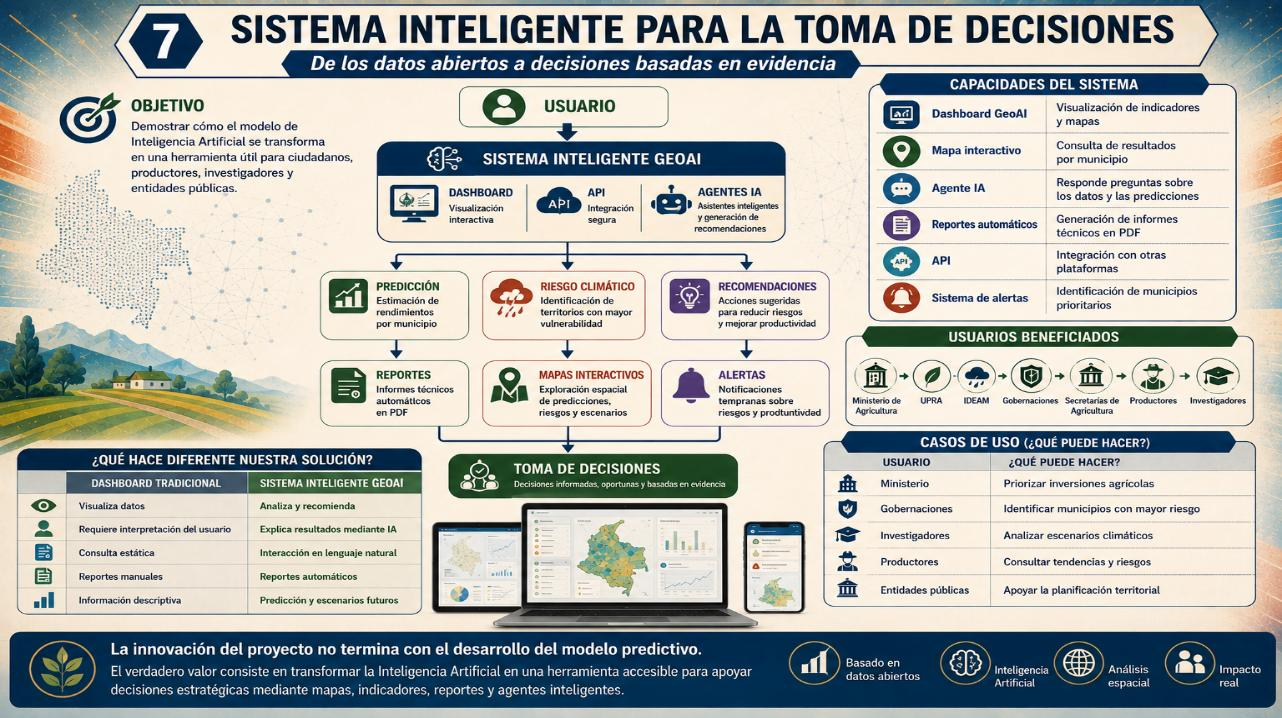 7
SISTEMA INTELIGENTE PARA LA TOMA DE DECISIONES
De los datos abiertos a decisiones basadas en evidencia
OBJETIVO
Demostrar cómo el modelo de
Inteligencia Artificial se transforma
en una herramienta útil para ciudadanos,
productores, investigadores y
entidades públicas.
USUARIO
SISTEMA INTELIGENTE GEOAI
DASHBOARD
Visualización
interactiva
API
API
Integración
segura
AGENTES IA
Asistentes inteligentes
y generación de
recomendaciones
PREDICCIÓN
Estimación de
rendimientos
por municipio
RIESGO CLIMÁTICO
Identificación de
territorios con mayor
vulnerabilidad
RECOMENDACIONES
Acciones sugeridas
para reducir riesgos
y mejorar productividad
REPORTES
Informes técnicos
automáticos
en PDF
MAPAS INTERACTIVOS
Exploración espacial
de predicciones,
riesgos y escenarios
ALERTAS
Notificaciones
tempranas sobre
riesgos y produtuntivdad
TOMA DE DECISIONES
Decisiones informadas, oportunas y basadas en evidencia
CAPACIDADES DEL SISTEMA
Dashboard GeoAI
Visualización de indicadores
y mapas
Mapa interactivo
Consulta de resultados
por municipio
Agente IA
Responde preguntas sobre
los datos y las predicciones
Reportes automáticos
Generación de informes
técnicos en PDF
API
API
Integración con otras
plataformas
Sistema de alertas
Identificación de municipios
prioritarios
USUARIOS BENEFICIADOS
Ministerio de
Agricultura
UPRA
IDEAM
Gobernaciones
Secretarías de
Agricultura
Productores
Investigadores
¿QUÉ HACE DIFERENTE NUESTRA SOLUCIÓN?
DASHBOARD TRADICIONAL SISTEMA INTELIGENTE GEOAI
Visualiza datos Analiza y recomienda
Requiere interpretación del usuario Explica resultados mediante IA
Consulta estática Interacción en lenguaje natural
Reportes manuales Reportes automáticos
Información descriptiva Predicción y escenarios futuros
CASOS DE USO (¿QUÉ PUEDE HACER?)
USUARIO ¿QUÉ PUEDE HACER?
Ministerio Priorizar inversiones agrícolas
Gobernaciones Identificar municipios con mayor riesgo
Investigadores Analizar escenarios climáticos
Productores Consultar tendencias y riesgos
Entidades públicas Apoyar la planificación territorial
La innovación del proyecto no termina con el desarrollo del modelo predictivo.
El verdadero valor consiste en transformar la Inteligencia Artificial en una herramienta accesible para apoyar
decisiones estratégicas mediante mapas, indicadores, reportes y agentes inteligentes.
Basado en
datos abiertos
Inteligencia
Artificial
Análisis
espacial
Impacto
real